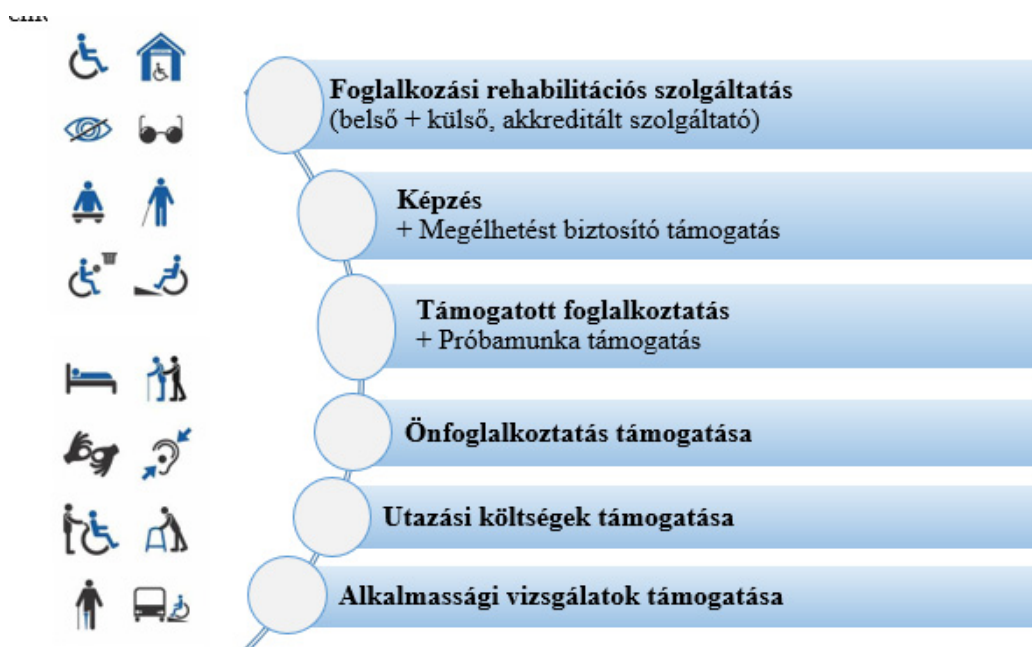 Foglalkozási rehabilitációs szolgáltatás
(belső + külső, akkreditált szolgáltató)
Képzés
+ Megélhetést biztosító támogatás
Támogatott foglalkoztatás
+ Próbamunka támogatás
Önfoglalkoztatás támogatása
Utazási költségek támogatása
Alkalmassági vizsgálatok támogatása